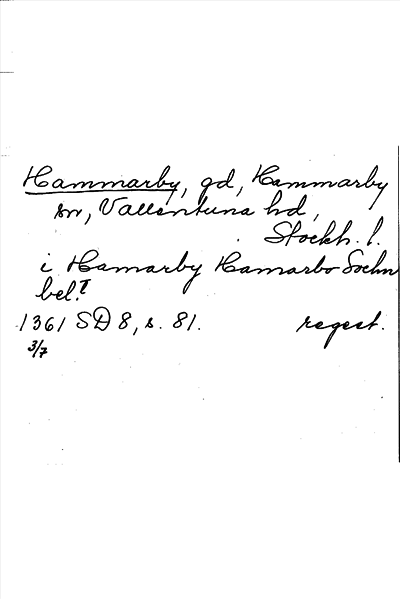 Hammarby, gd, Hammarby
sn, Vallentuna hd,
Stockh. l.
i Hamarby Hamarbo Sochn
bel.
1361 SD 8, s. 81. regest.
3/7